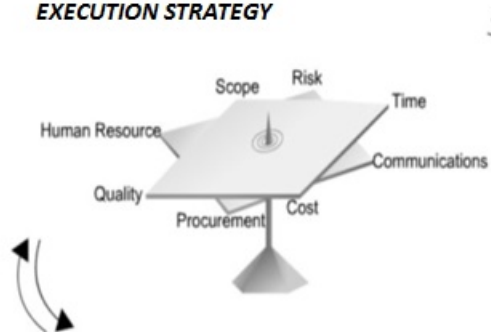 EXECUTION STRATEGY
Scope
Risk
Time
Human Resource
Communications
Quality
Procurement
Cost